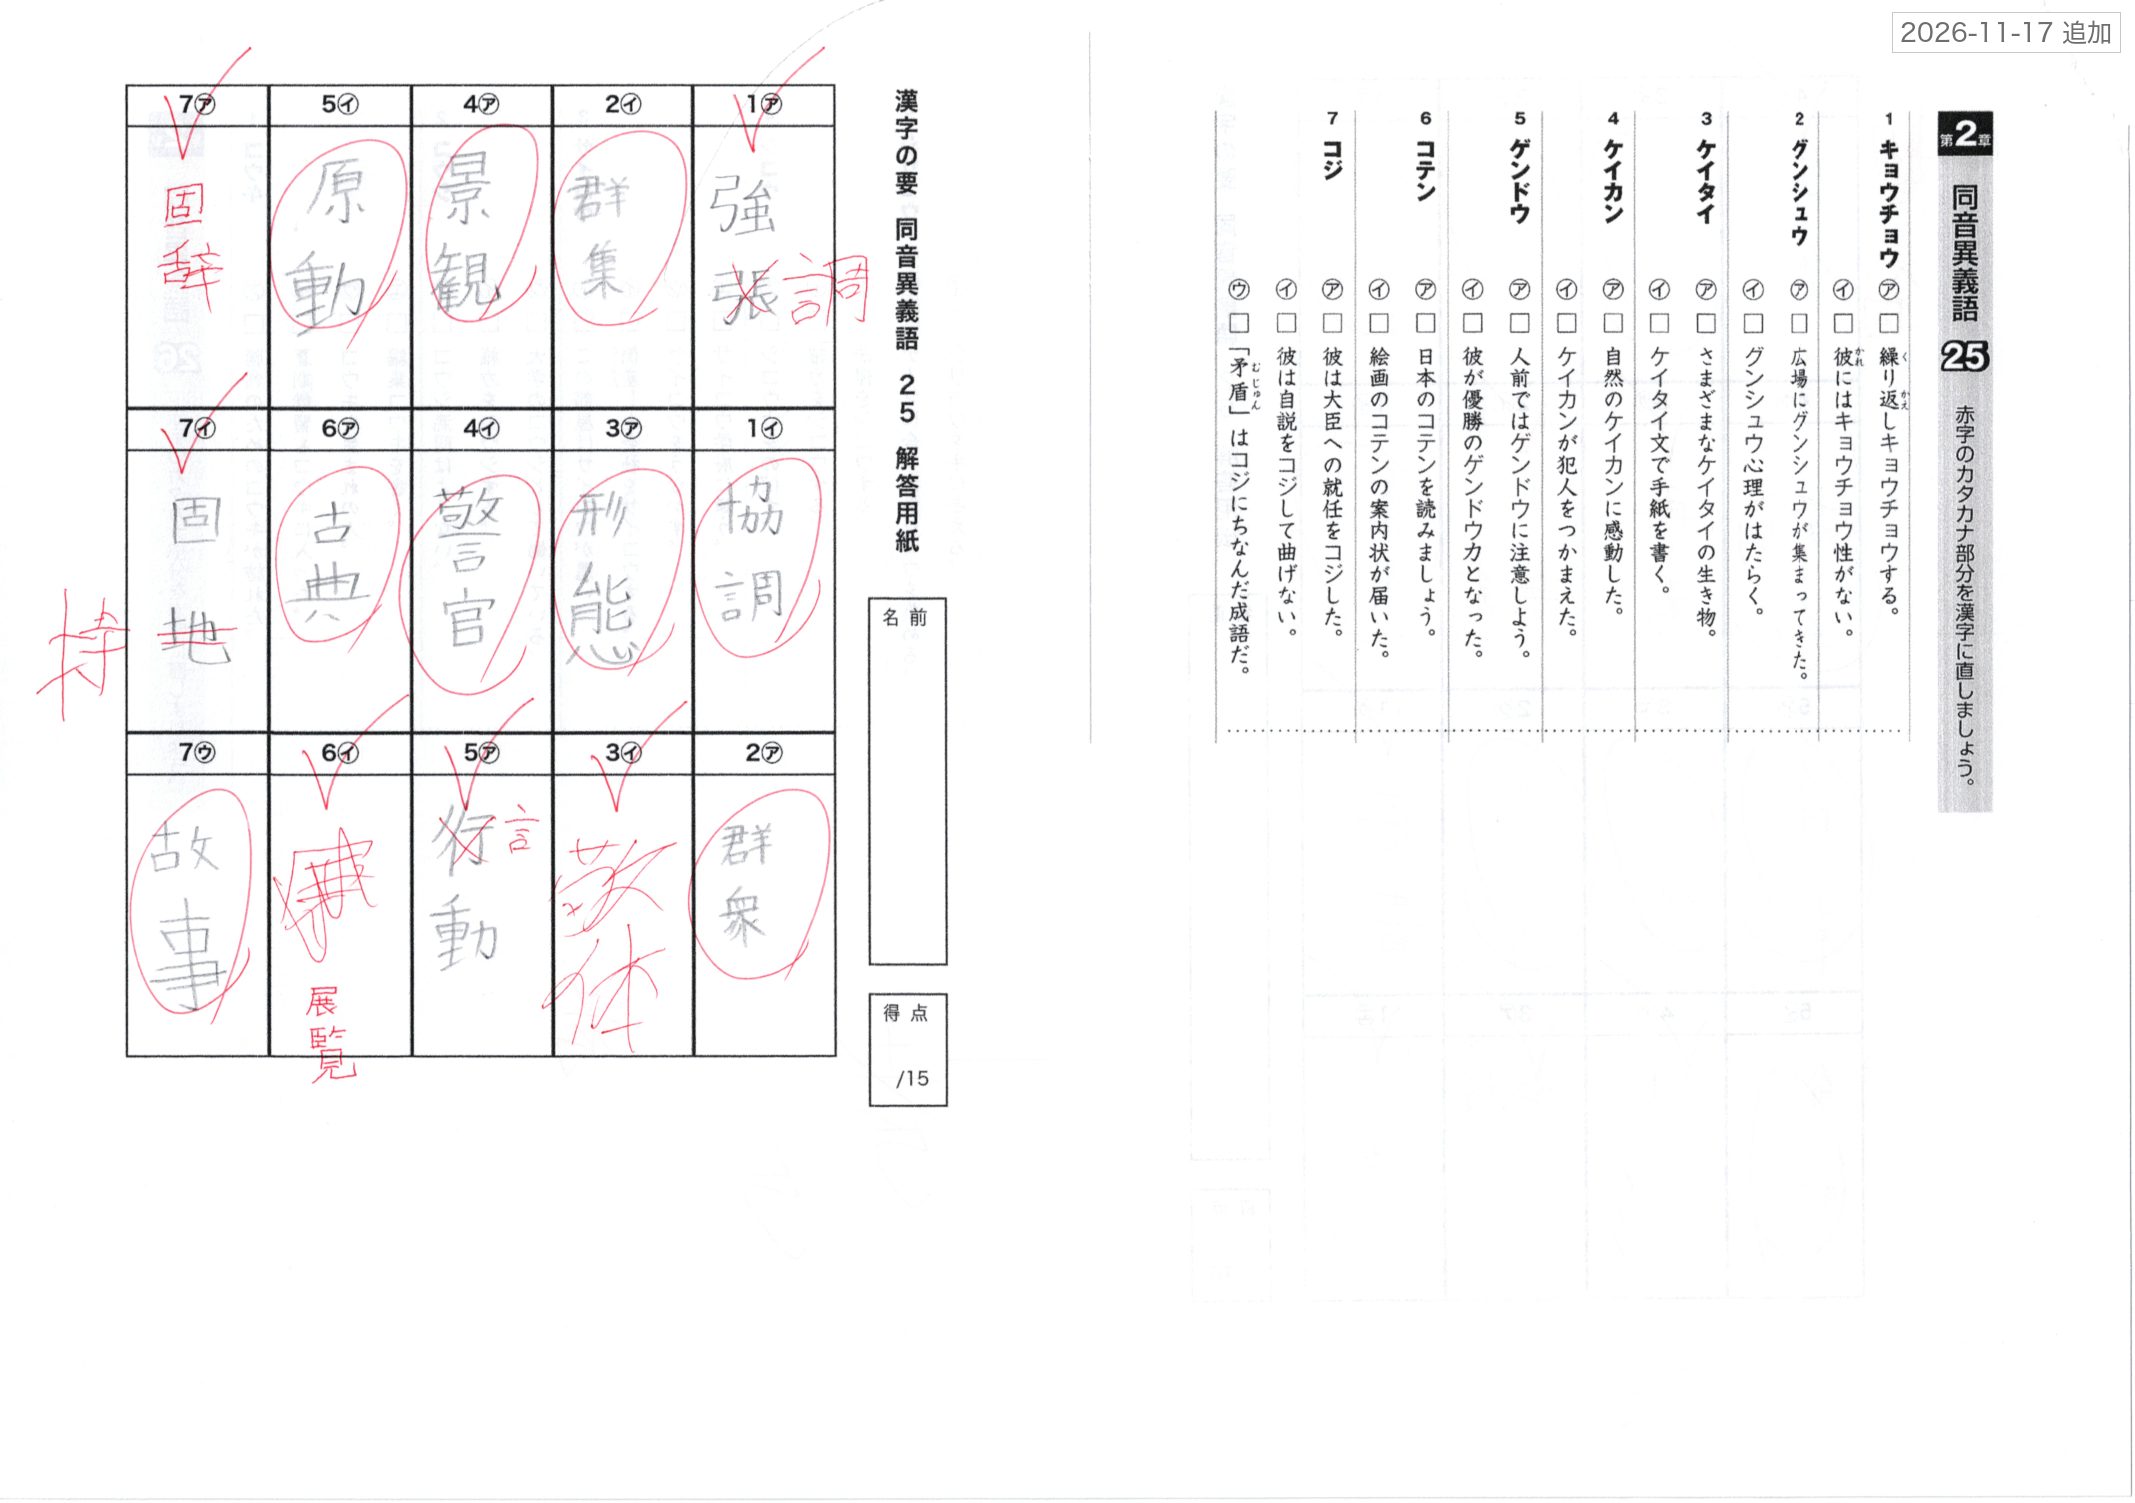 2026-11-17 追加
第2章 同音異義語 25 赤字のカタカナ部分を漢字に直しましょう。
1 キョウチョウ ㋐ □ 繰り返しキョウチョウする。
く かえ
㋑ □ 彼にはキョウチョウ性がない。
かれ
2 グンシュウ ㋐ □ 広場にグンシュウが集まってきた。
㋑ □ グンシュウ心理がはたらく。
3 ケイタイ ㋐ □ さまざまなケイタイの生き物。
㋑ □ ケイタイ文で手紙を書く。
4 ケイカン ㋐ □ 自然のケイカンに感動した。
㋑ □ ケイカンが犯人をつかまえた。
5 ゲンドウ ㋐ □ 人前ではゲンドウに注意しよう。
㋑ □ 彼が優勝のゲンドウ力となった。
6 コテン ㋐ □ 日本のコテンを読みましょう。
㋑ □ 絵画のコテンの案内状が届いた。
7 コジ ㋐ □ 彼は大臣への就任をコジした。
㋑ □ 彼は自説をコジして曲げない。
㋒ □ 「矛盾」はコジにちなんだ成語だ。
むじゅん
漢字の要 同音異義語 25 解答用紙
名前
得点
/15
1㋐
強張
調
1㋑
協調
2㋐
群衆
2㋑
群集
3㋐
形態
3㋑
敬体
4㋐
景観
4㋑
警官
5㋐
行動
言
5㋑
原動
6㋐
古典
6㋑
展
覧
7㋐
固辞
7㋑
固地
持
7㋒
故事